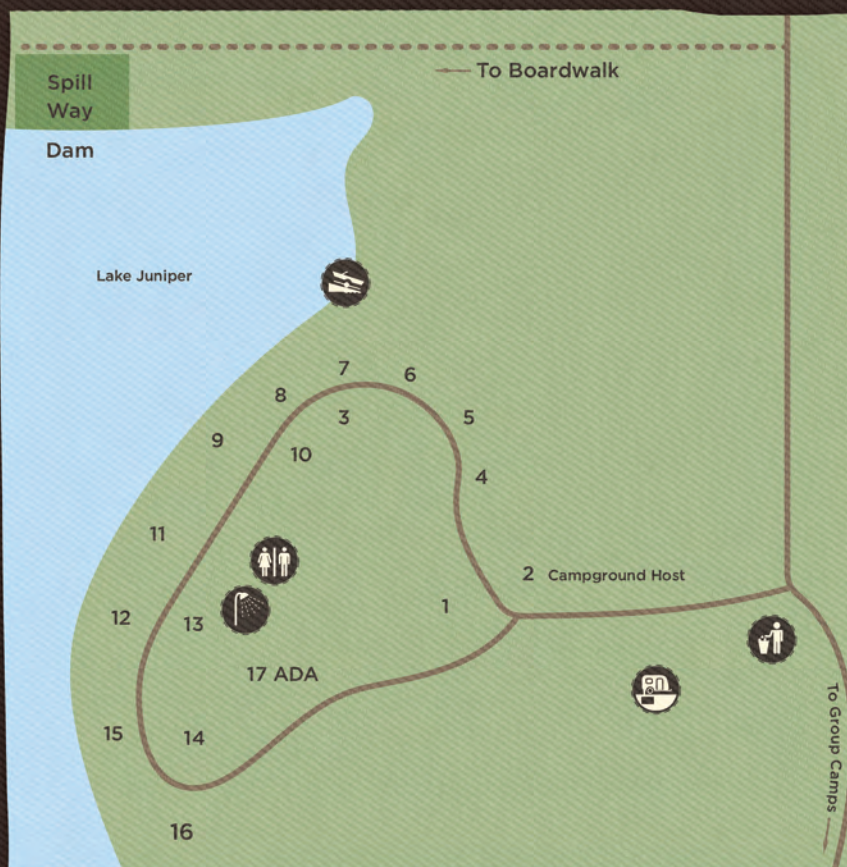 To Boardwalk
Spill
Way
Dam
Lake Juniper
7
6
8
3
5
9
10
4
11
2 Campground Host
1
12
13
17 ADA
15
14
16
To Group Camps